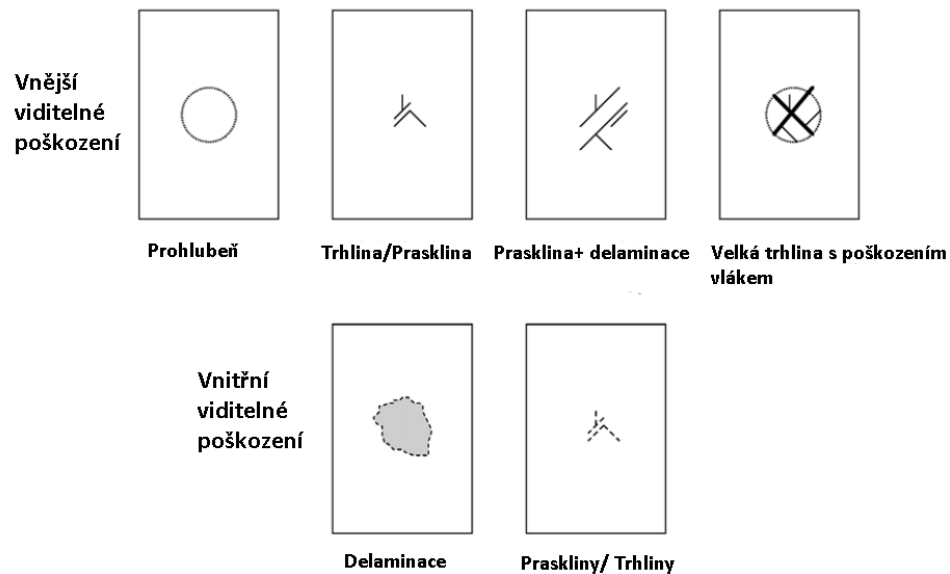 Vnější
viditelné
poškození
Prohlubeň
Trhlina/Prasklina
Prasklina+ delaminace
Velká trhlina s poškozením
vlákem
Vnitřní
viditelné
poškození
Delaminace
Praskliny/ Trhliny